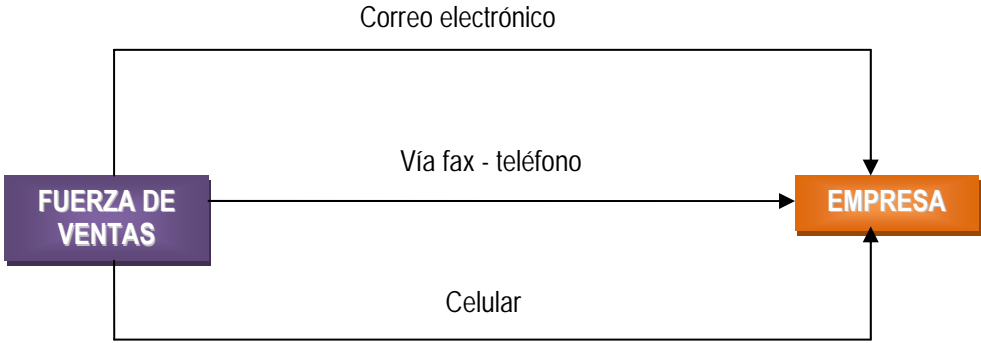 Correo electrónico
Vía fax - teléfono
FUERZA DE
VENTAS
EMPRESA
Celular